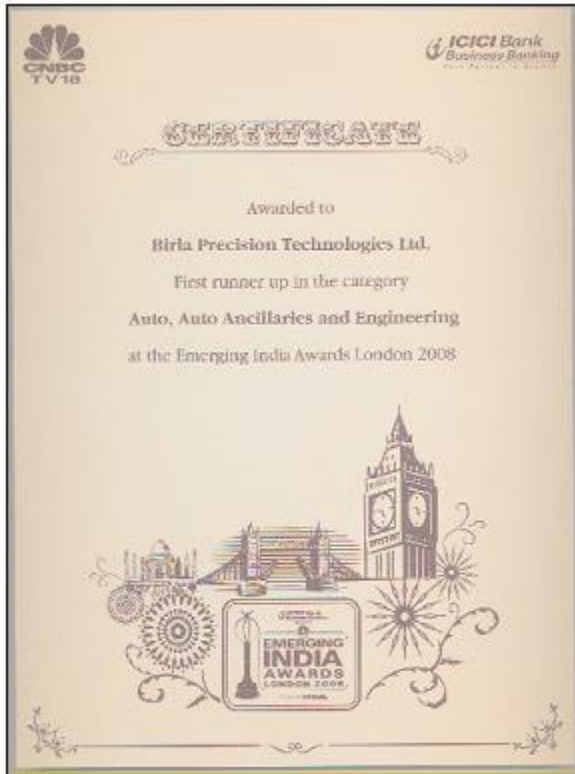 CNBC
TV18
ICICI Bank
Business Banking
CERTIFICATE
Awarded to
Birla Precision Technologies Ltd.
First runner up in the category
Auto, Auto Ancillaries and Engineering
at the Emerging India Awards London 2008
EMERGING
INDIA
AWARDS
LONDON 2008